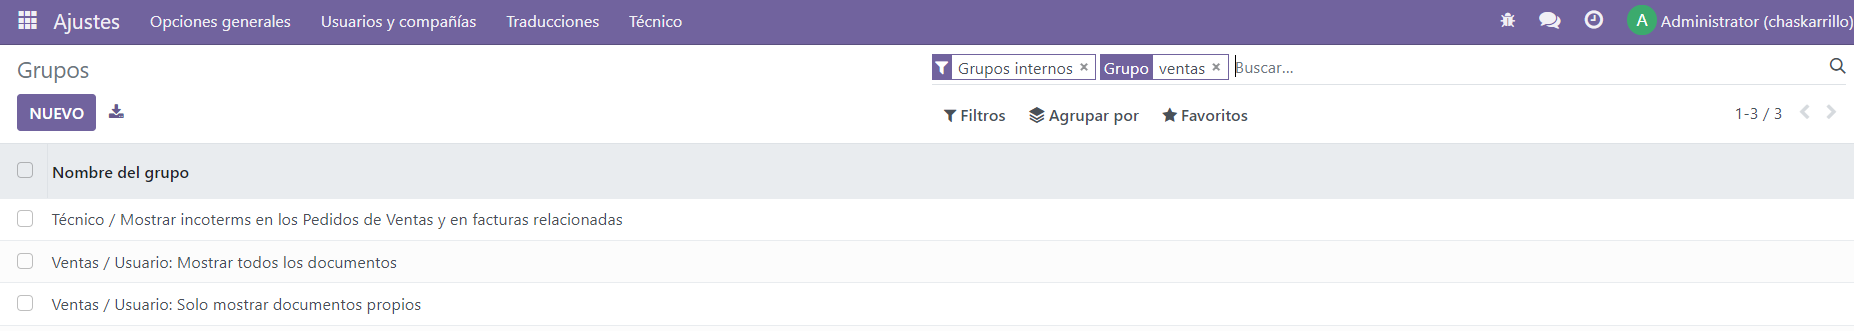 Ajustes Opciones generales Usuarios y compañías Traducciones Técnico A Administrator (chaskarrillo)
Grupos Grupos internos × Grupo ventas × Buscar...
NUEVO Filtros Agrupar por Favoritos 1-3 / 3
Nombre del grupo
Técnico / Mostrar incoterms en los Pedidos de Ventas y en facturas relacionadas
Ventas / Usuario: Mostrar todos los documentos
Ventas / Usuario: Solo mostrar documentos propios